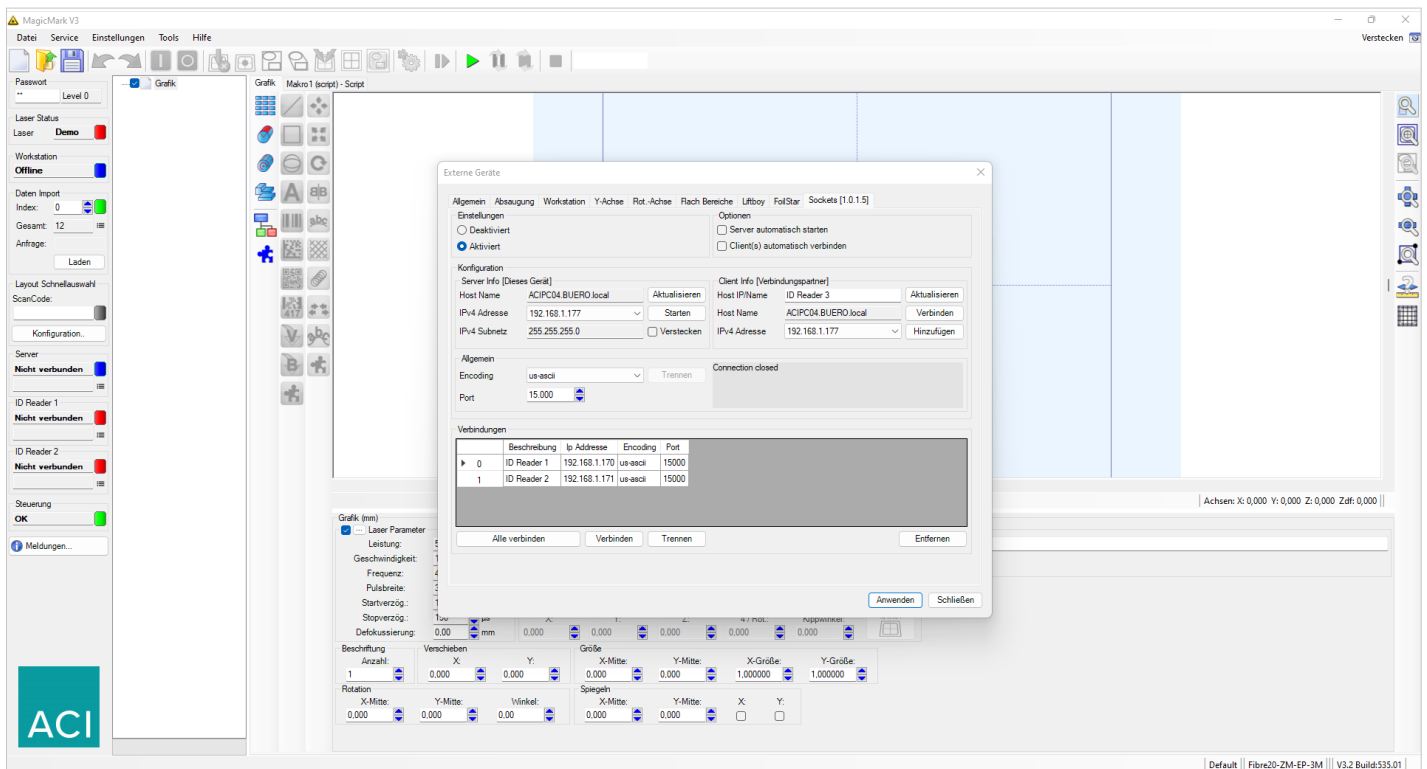 MagicMark V3
Datei Service Einstellungen Tools Hilfe
Verstecken
Passwort
** Level 0
Laser Status
Laser Demo
Workstation
Offline
Daten Import
Index: 0
Gesamt: 12
Anfrage:
Laden
Layout Schnellauswahl
ScanCode:
Konfiguration..
Server
Nicht verbunden
ID Reader 1
Nicht verbunden
ID Reader 2
Nicht verbunden
Steuerung
OK
Meldungen...
ACI
Grafik
Grafik Makro1 (script) - Script
Externe Geräte
Allgemein Absaugung Workstation Y-Achse Rot.-Achse Flach Bereiche Liftboy FoilStar Sockets [1.0.1.5]
Einstellungen
Deaktiviert
Aktiviert
Optionen
Server automatisch starten
Client(s) automatisch verbinden
Konfiguration
Server Info [Dieses Gerät]
Host Name ACIPC04.BUERO.local Aktualisieren
IPv4 Adresse 192.168.1.177 Starten
IPv4 Subnetz 255.255.255.0 Verstecken
Client Info [Verbindungspartner]
Host IP/Name ID Reader 3 Aktualisieren
Host Name ACIPC04.BUERO.local Verbinden
IPv4 Adresse 192.168.1.177 Hinzufügen
Allgemein
Encoding us-ascii Trennen
Port 15.000
Connection closed
Verbindungen
Beschreibung Ip Addresse Encoding Port
0 ID Reader 1 192.168.1.170 us-ascii 15000
1 ID Reader 2 192.168.1.171 us-ascii 15000
Alle verbinden Verbinden Trennen Entfernen
Anwenden Schließen
Achsen: X: 0,000 Y: 0,000 Z: 0,000 Zdf: 0,000
Grafik (mm)
Laser Parameter
Leistung:
Geschwindigkeit:
Frequenz:
Pulsbreite:
Startverzög.:
Stopverzög.:
Defokussierung: 0,00 mm 0,000 0,000 0,000 0,000 0,000
Beschriftung
Anzahl:
1
Verschieben
X: Y:
0,000 0,000
Größe
X-Mitte: Y-Mitte: X-Größe: Y-Größe:
0,000 0,000 1,000000 1,000000
Rotation
X-Mitte: Y-Mitte: Winkel:
0,000 0,000 0,00
Spiegeln
X-Mitte: Y-Mitte: X: Y:
0,000 0,000
Default Fibre20-ZM-EP-3M V3.2 Build:535.01